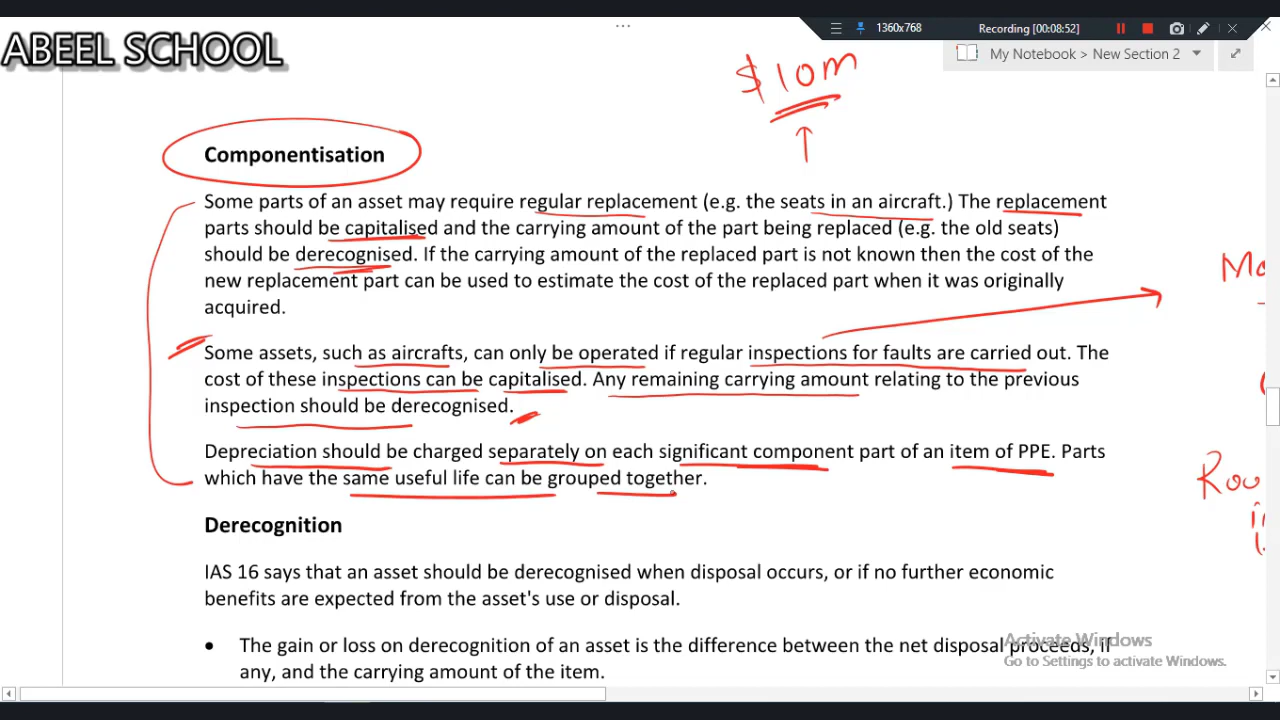 ABEEL SCHOOL
1360x768
Recording [00:08:52]
My Notebook > New Section 2
$10m
Componentisation
Some parts of an asset may require regular replacement (e.g. the seats in an aircraft.) The replacement
parts should be capitalised and the carrying amount of the part being replaced (e.g. the old seats)
should be derecognised. If the carrying amount of the replaced part is not known then the cost of the
new replacement part can be used to estimate the cost of the replaced part when it was originally
acquired.
Some assets, such as aircrafts, can only be operated if regular inspections for faults are carried out. The
cost of these inspections can be capitalised. Any remaining carrying amount relating to the previous
inspection should be derecognised.
Depreciation should be charged separately on each significant component part of an item of PPE. Parts
which have the same useful life can be grouped together.
Derecognition
IAS 16 says that an asset should be derecognised when disposal occurs, or if no further economic
benefits are expected from the asset's use or disposal.
• The gain or loss on derecognition of an asset is the difference between the net disposal proceeds, if
any, and the carrying amount of the item.
Activate Windows
Go to Settings to activate Windows.